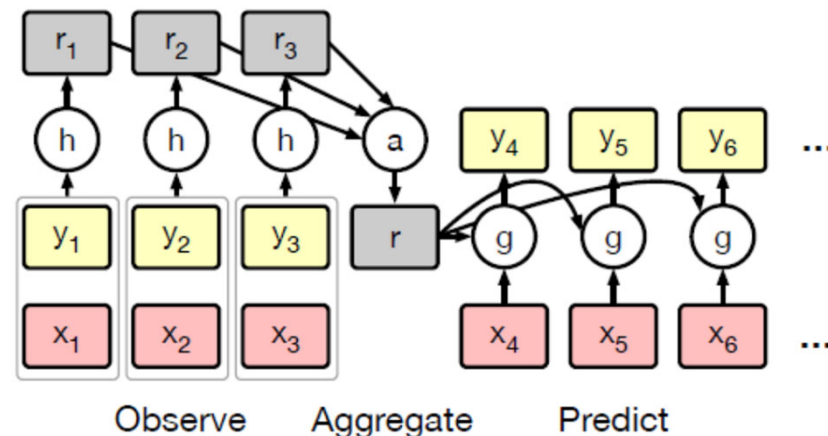 r₁ r₂ r₃
h h h a y₄ y₅ y₆ ...
y₁ y₂ y₃ r g g g
x₁ x₂ x₃ x₄ x₅ x₆ ...
Observe Aggregate Predict